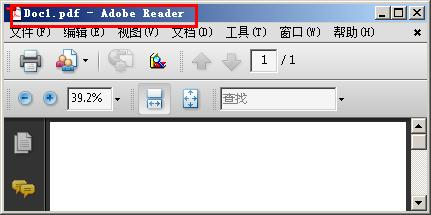 Doc1.pdf - Adobe Reader
文件(F) 编辑(E) 视图(V) 文档(D) 工具(T) 窗口(W) 帮助(H)
1 / 1
39.2% 查找